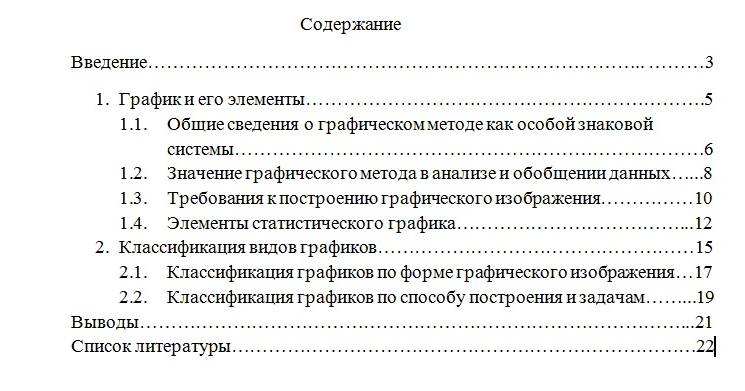 Содержание
Введение…………………………………………………………….. ………3
1. График и его элементы…………………………………………………….5
1.1. Общие сведения о графическом методе как особой знаковой
системы………………………………………………………………6
1.2. Значение графического метода в анализе и обобщении данных…...8
1.3. Требования к построению графического изображения……………10
1.4. Элементы статистического графика……………………………...12
2. Классификация видов графиков…………………………………………15
2.1. Классификация графиков по форме графического изображения…17
2.2. Классификация графиков по способу построения и задачам……...19
Выводы………………………………………………………………………...21
Список литературы……………………………………………………………22